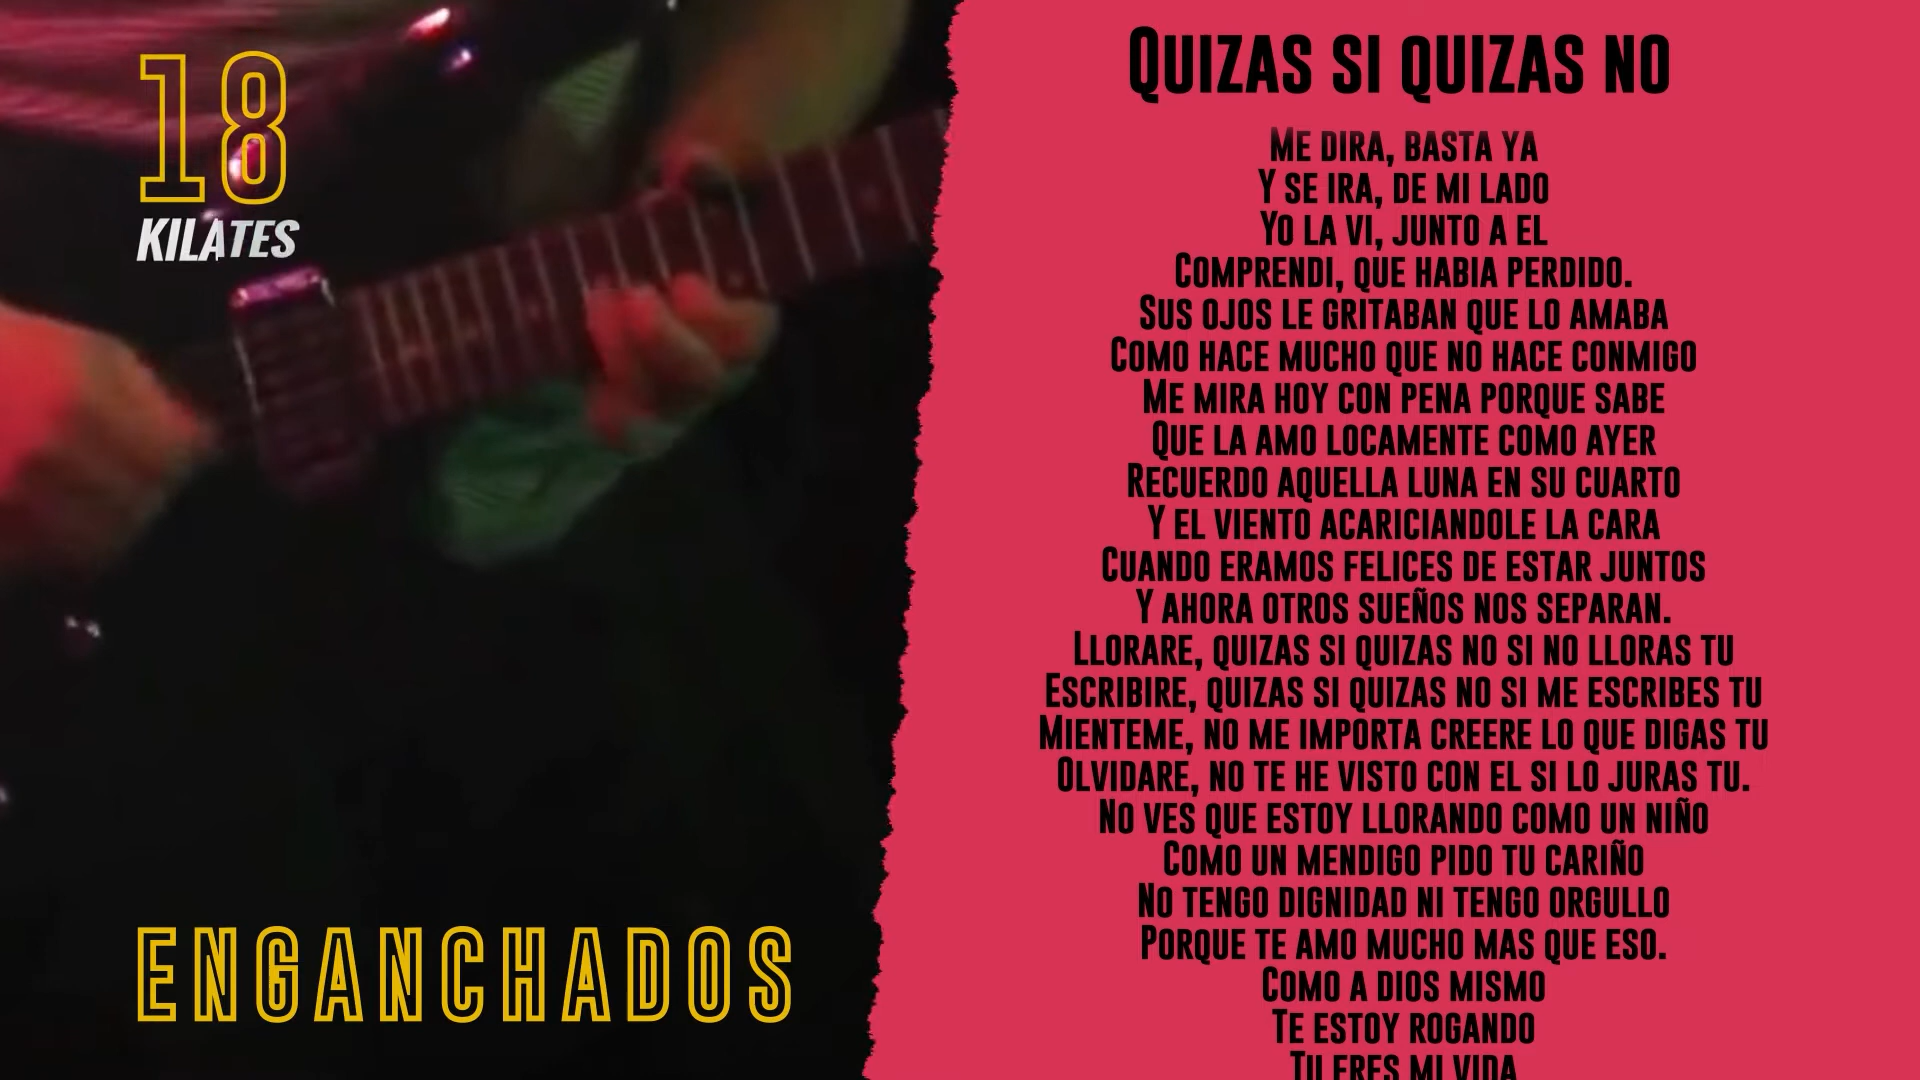 18
KILATES
ENGANCHADOS
QUIZAS SI QUIZAS NO
ME DIRA, BASTA YA
Y SE IRA, DE MI LADO
YO LA VI, JUNTO A EL
COMPRENDI, QUE HABIA PERDIDO.
SUS OJOS LE GRITABAN QUE LO AMABA
COMO HACE MUCHO QUE NO HACE CONMIGO
ME MIRA HOY CON PENA PORQUE SABE
QUE LA AMO LOCAMENTE COMO AYER
RECUERDO AQUELLA LUNA EN SU CUARTO
Y EL VIENTO ACARICIANDOLE LA CARA
CUANDO ERAMOS FELICES DE ESTAR JUNTOS
Y AHORA OTROS SUEÑOS NOS SEPARAN.
LLORARE, QUIZAS SI QUIZAS NO SI NO LLORAS TU
ESCRIBIRE, QUIZAS SI QUIZAS NO SI ME ESCRIBES TU
MIENTEME, NO ME IMPORTA CREERE LO QUE DIGAS TU
OLVIDARE, NO TE HE VISTO CON EL SI LO JURAS TU.
NO VES QUE ESTOY LLORANDO COMO UN NIÑO
COMO UN MENDIGO PIDO TU CARIÑO
NO TENGO DIGNIDAD NI TENGO ORGULLO
PORQUE TE AMO MUCHO MAS QUE ESO.
COMO A DIOS MISMO
TE ESTOY ROGANDO
TU ERES MI VIDA